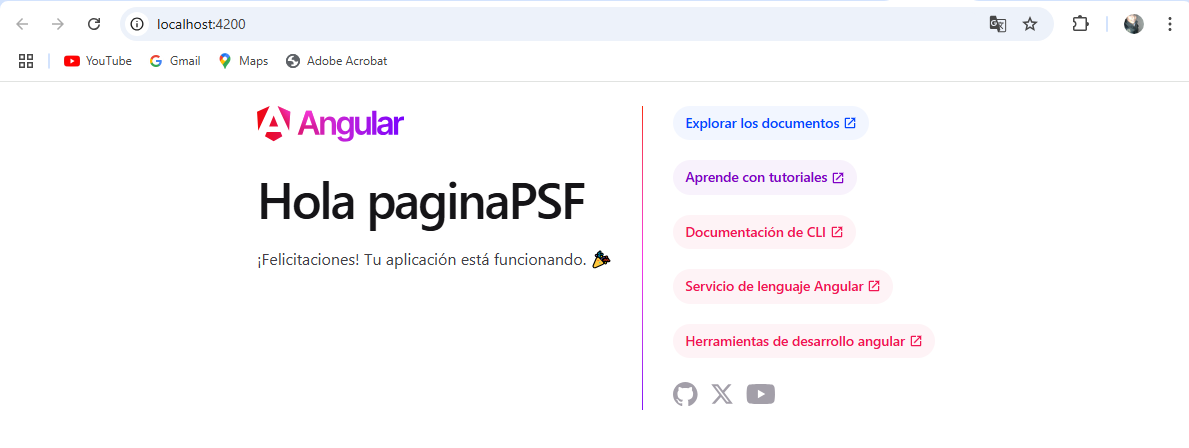 localhost:4200
YouTube
Gmail
Maps
Adobe Acrobat
Angular
Hola paginaPSF
¡Felicitaciones! Tu aplicación está funcionando. 🎉
Explorar los documentos
Aprende con tutoriales
Documentación de CLI
Servicio de lenguaje Angular
Herramientas de desarrollo angular